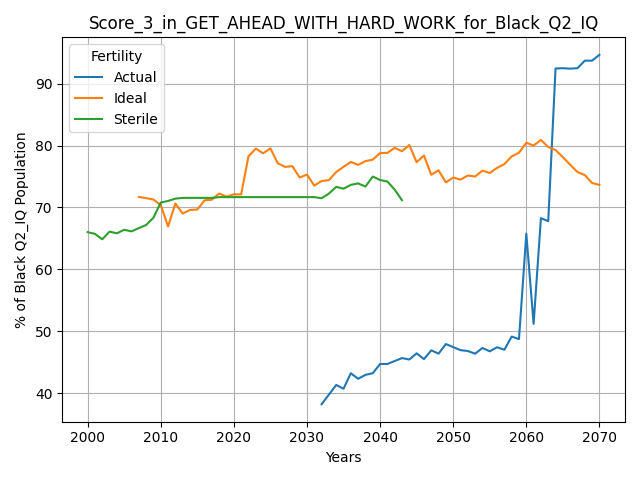 Score_3_in_GET_AHEAD_WITH_HARD_WORK_for_Black_Q2_IQ
Fertility
Actual
Ideal
Sterile
% of Black Q2_IQ Population
90
80
70
60
50
40
2000 2010 2020 2030 2040 2050 2060 2070
Years